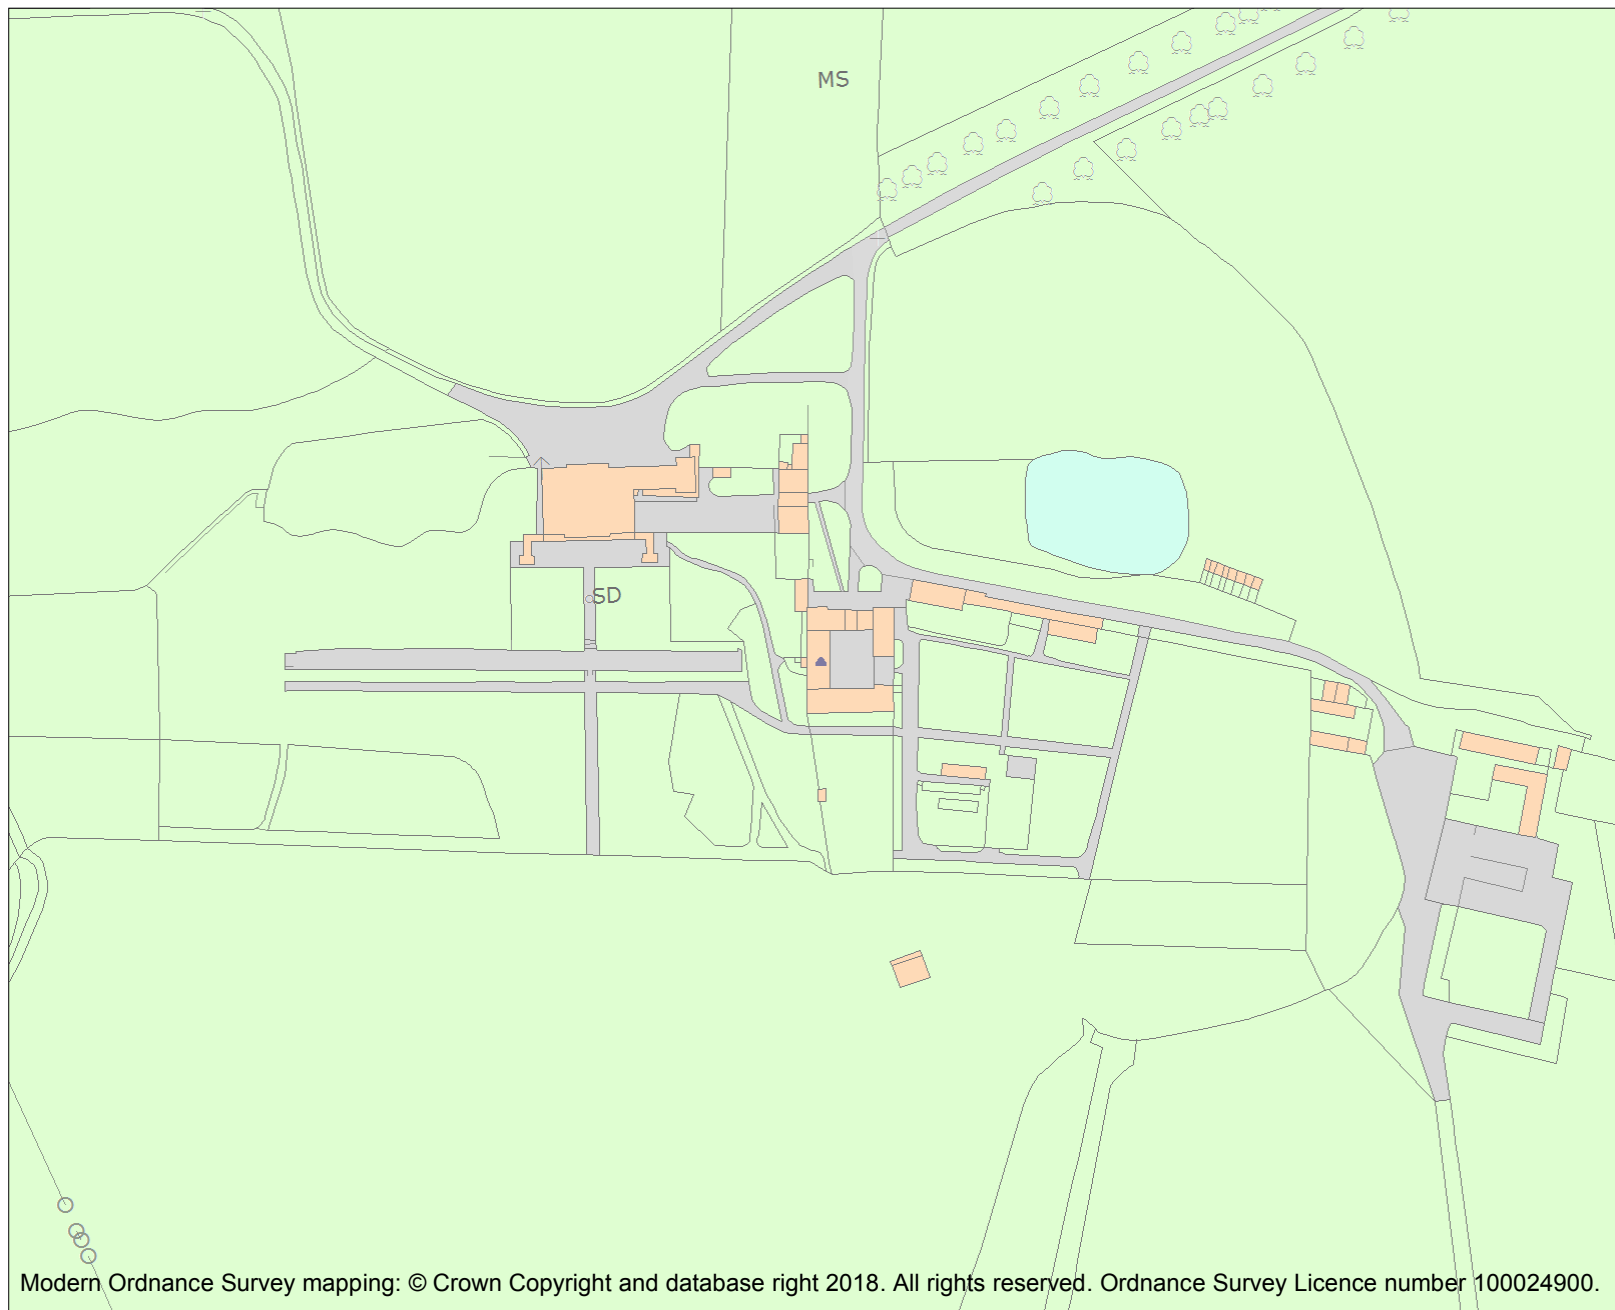 MS
SD
Modern Ordnance Survey mapping: © Crown Copyright and database right 2018. All rights reserved. Ordnance Survey Licence number 100024900.